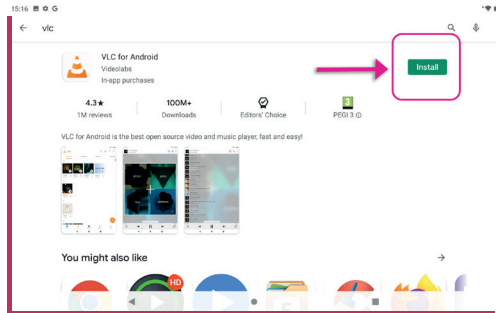 15:16 G
vlc
VLC for Android
Videolabs
In-app purchases
Install
4.3★ 100M+ 3
1M reviews Downloads Editors' Choice PEGI 3
VLC for Android is the best open source video and music player, fast and easy!
You might also like
HD